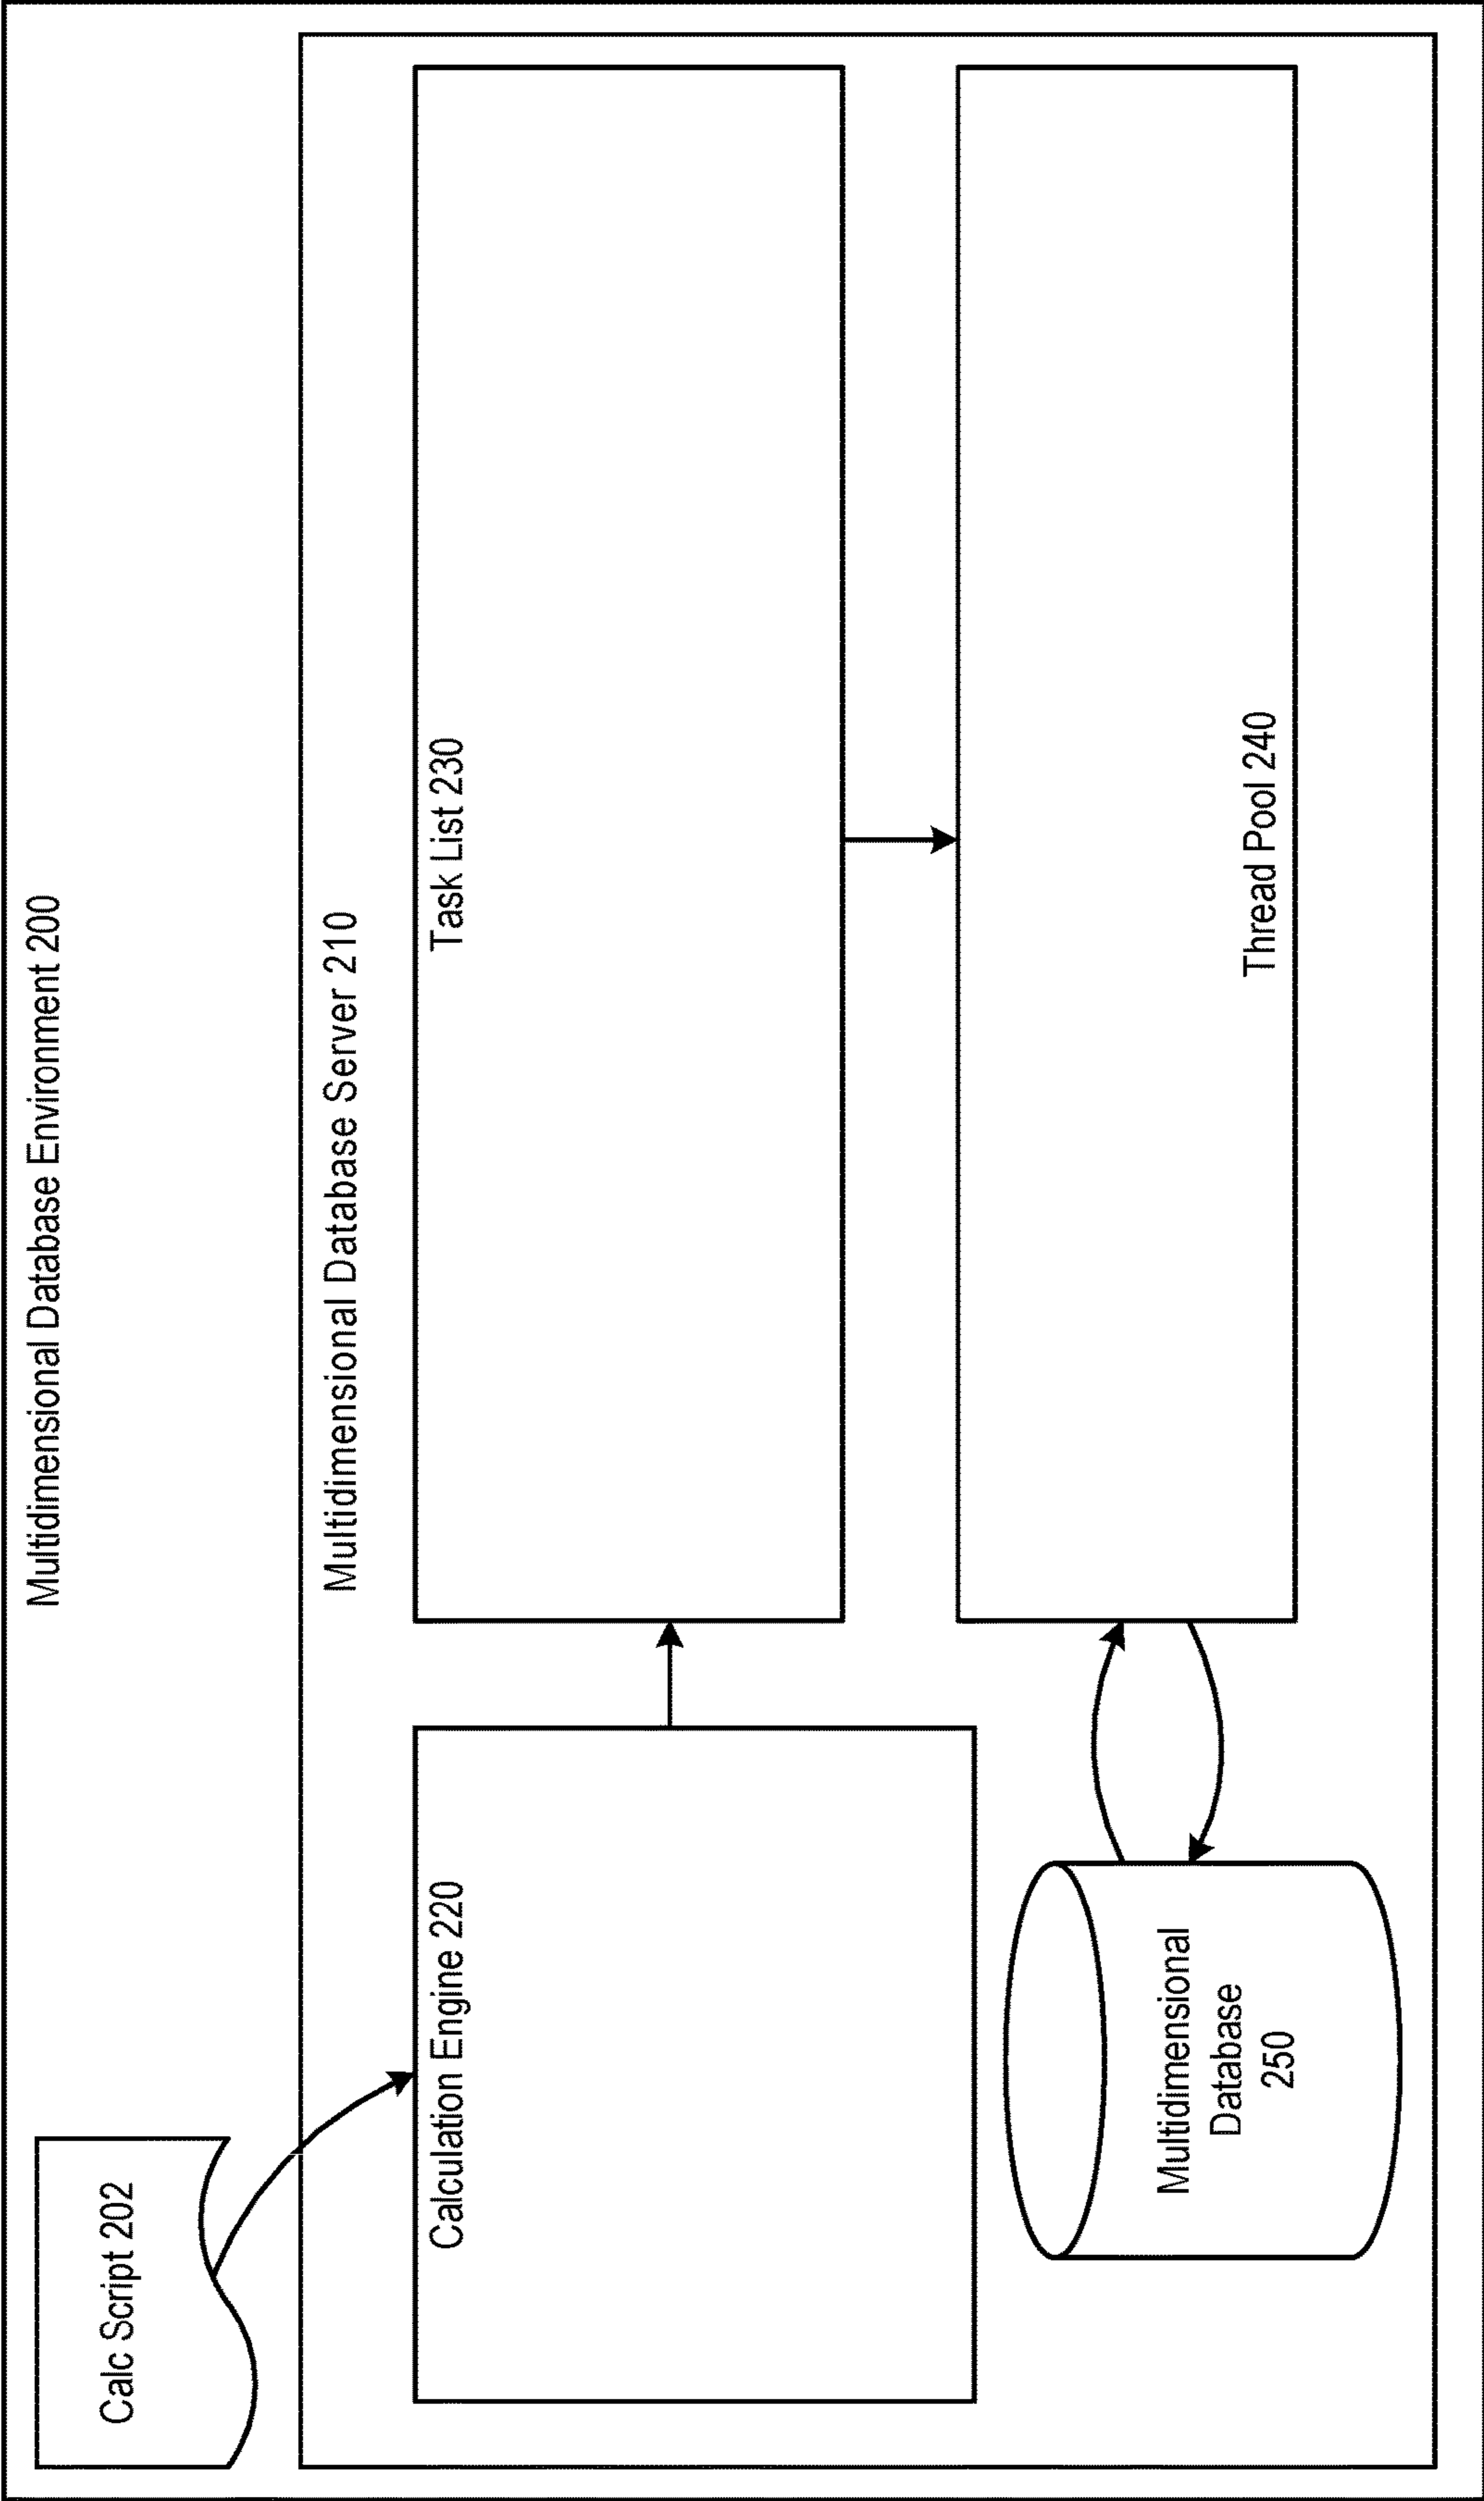 Multidimensional Database Environment 200
Calc Script 202
Multidimensional Database Server 210
Calculation Engine 220
Task List 230
Multidimensional
Database
250
Thread Pool 240